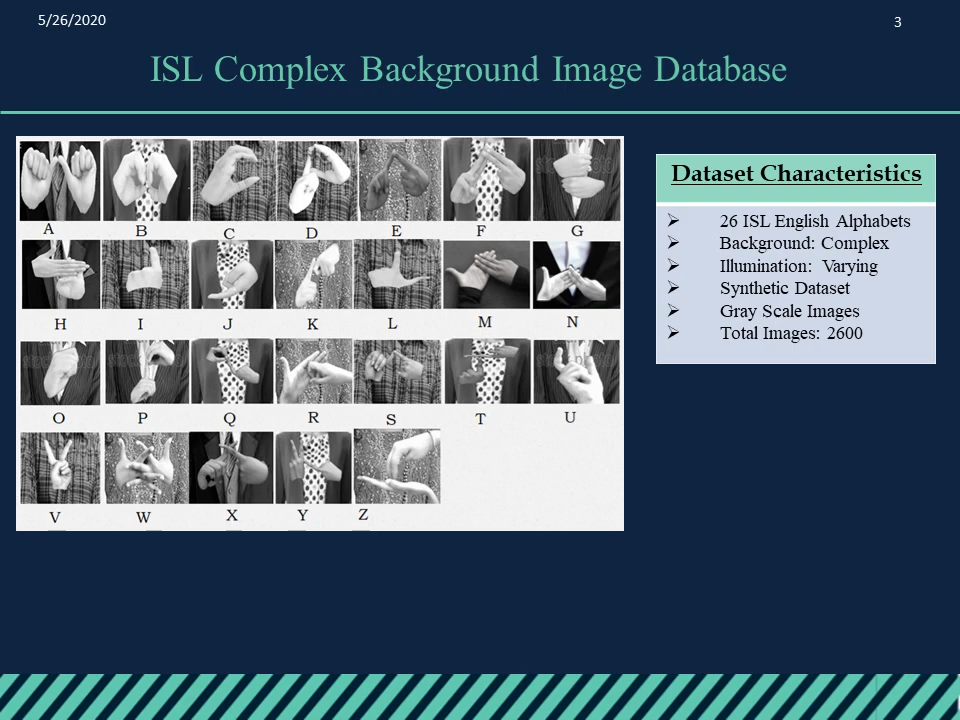 5/26/2020
3
ISL Complex Background Image Database
A B C D E F G
H I J K L M N
O P Q R S T U
V W X Y Z
Dataset Characteristics
➢ 26 ISL English Alphabets
➢ Background: Complex
➢ Illumination: Varying
➢ Synthetic Dataset
➢ Gray Scale Images
➢ Total Images: 2600